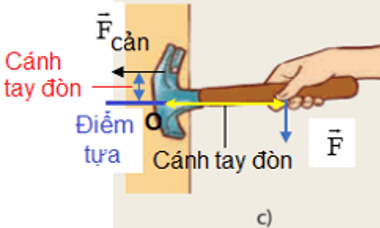 F
cản
Cánh
tay đòn
Điểm
tựa
O
Cánh tay đòn
F
c)